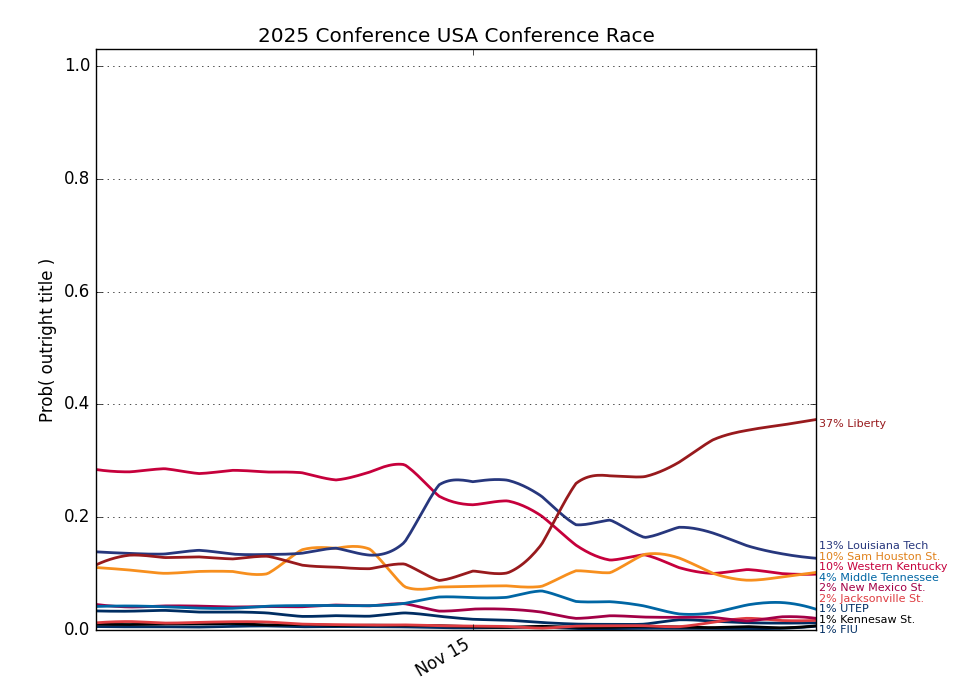 2025 Conference USA Conference Race
Prob( outright title )
1.0
0.8
0.6
0.4
0.2
0.0
Nov 15
37% Liberty
13% Louisiana Tech
10% Sam Houston St.
10% Western Kentucky
4% Middle Tennessee
2% New Mexico St.
2% Jacksonville St.
1% UTEP
1% Kennesaw St.
1% FIU